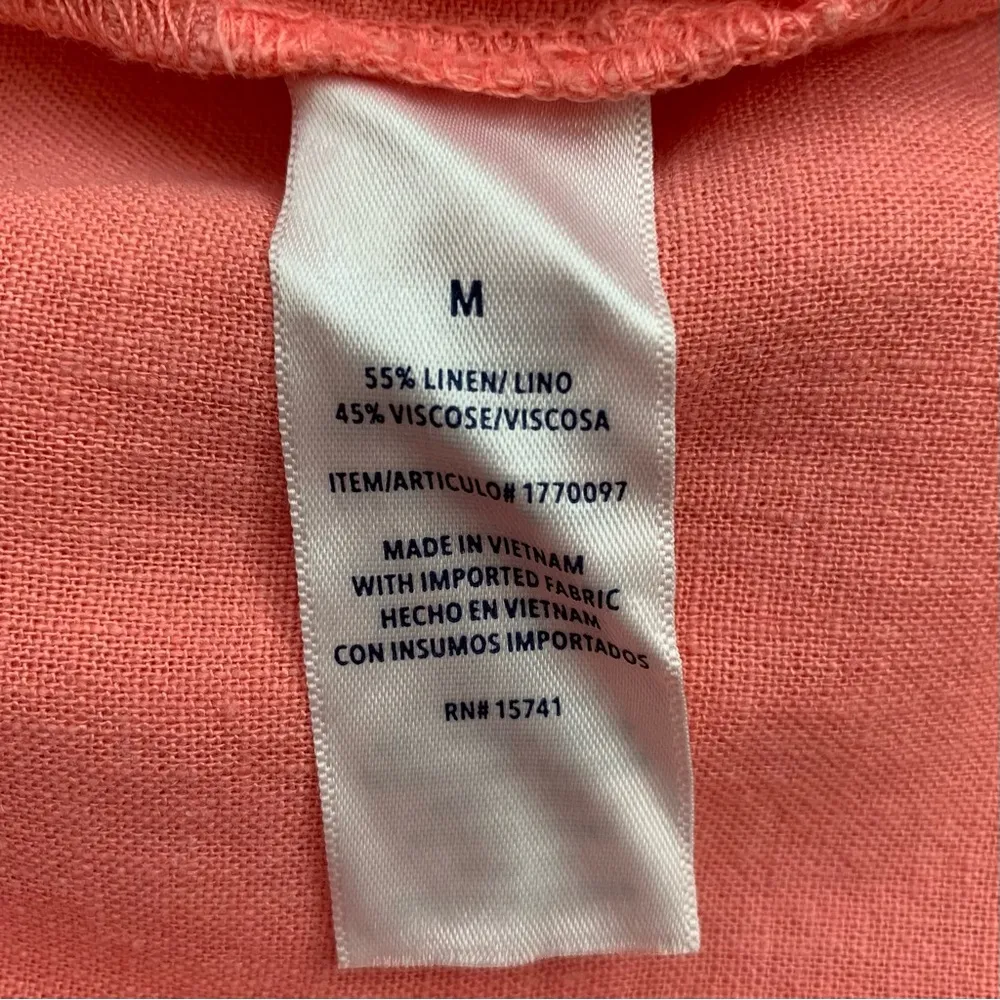 M
55% LINEN/ LINO
45% VISCOSE/VISCOSA
ITEM/ARTICULO# 1770097
MADE IN VIETNAM
WITH IMPORTED FABRIC
HECHO EN VIETNAM
CON INSUMOS IMPORTADOS
RN# 15741